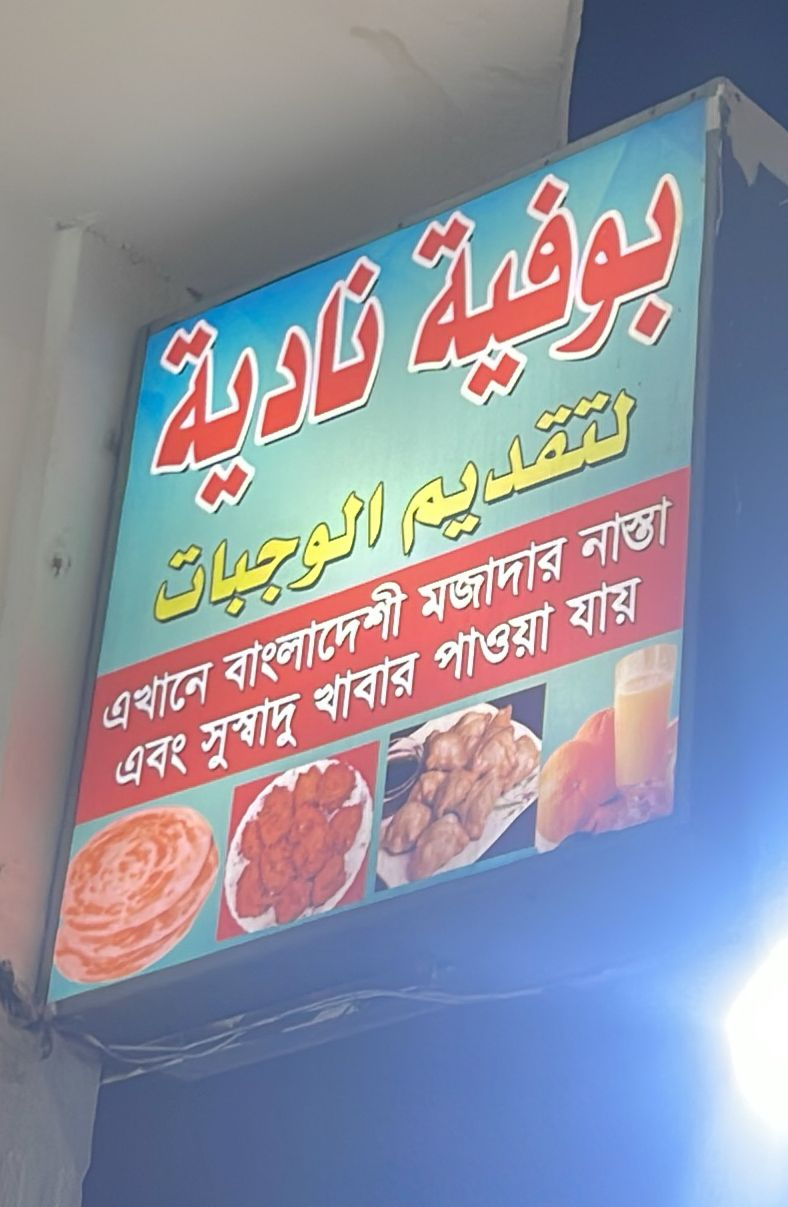 بوفية نادية
لتقديم الوجبات
এখানে বাংলাদেশী মজাদার নাস্তা
এবং সুস্বাদু খাবার পাওয়া যায়